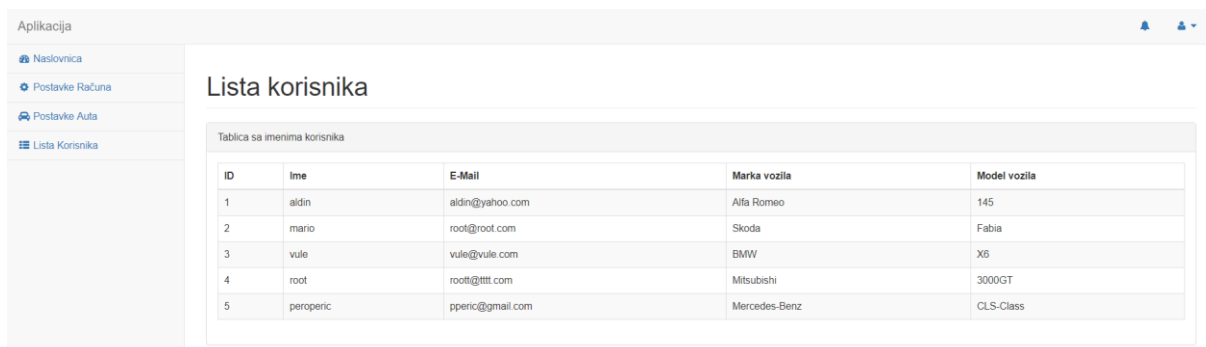 Aplikacija
Naslovnica
Postavke Računa
Postavke Auta
Lista Korisnika
Lista korisnika
Tablica sa imenima korisnika
ID Ime E-Mail Marka vozila Model vozila
1 aldin aldin@yahoo.com Alfa Romeo 145
2 mario root@root.com Skoda Fabia
3 vule vule@vule.com BMW X6
4 root roott@tttt.com Mitsubishi 3000GT
5 peroperic pperic@gmail.com Mercedes-Benz CLS-Class